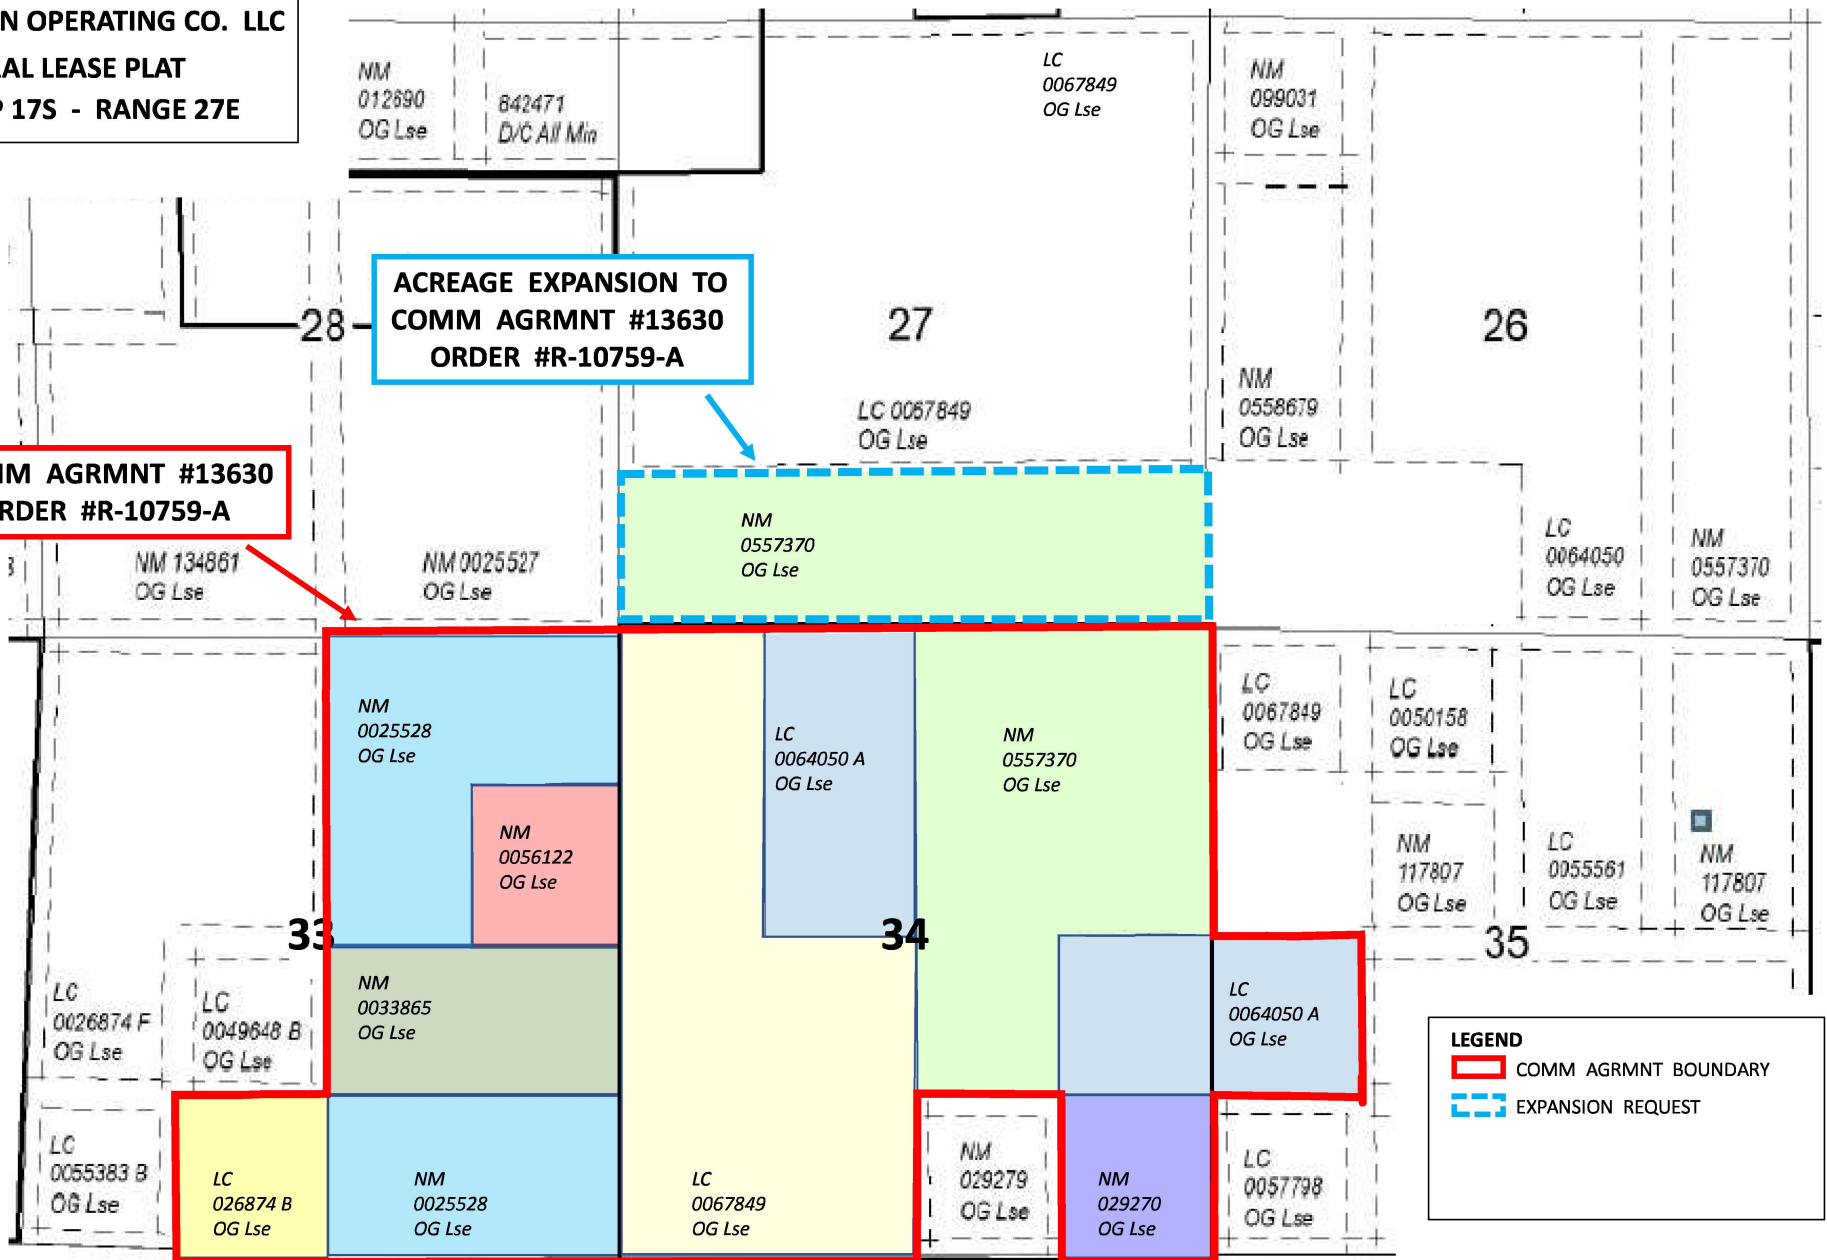 N OPERATING CO. LLC
AL LEASE PLAT
17S - RANGE 27E
NM
012690
OG Lse
842471
D/C All Min
LC
0067849
OG Lse
NM
099031
OG Lse
28
ACREAGE EXPANSION TO
COMM AGRMNT #13630
ORDER #R-10759-A
27
26
LC 0067849
OG Lse
NM
0558679
OG Lse
AGRMNT #13630
RDER #R-10759-A
NM 134861
OG Lse
NM 0025527
OG Lse
NM
0557370
OG Lse
LC
0064050
OG Lse
NM
0557370
OG Lse
NM
0025528
OG Lse
LC
0064050 A
OG Lse
NM
0557370
OG Lse
LC
0067849
OG Lse
LC
0050158
OG Lse
NM
0056122
OG Lse
NM
117807
OG Lse
LC
0055561
OG Lse
NM
117807
OG Lse
33
34
35
LC
0026874 F
OG Lse
LC
0049648 B
OG Lse
NM
0033865
OG Lse
LC
0064050 A
OG Lse
LEGEND
COMM AGRMNT BOUNDARY
EXPANSION REQUEST
LC
0055383 B
OG Lse
LC
026874 B
OG Lse
NM
0025528
OG Lse
LC
0067849
OG Lse
NM
029279
OG Lse
NM
029270
OG Lse
LC
0057798
OG Lse